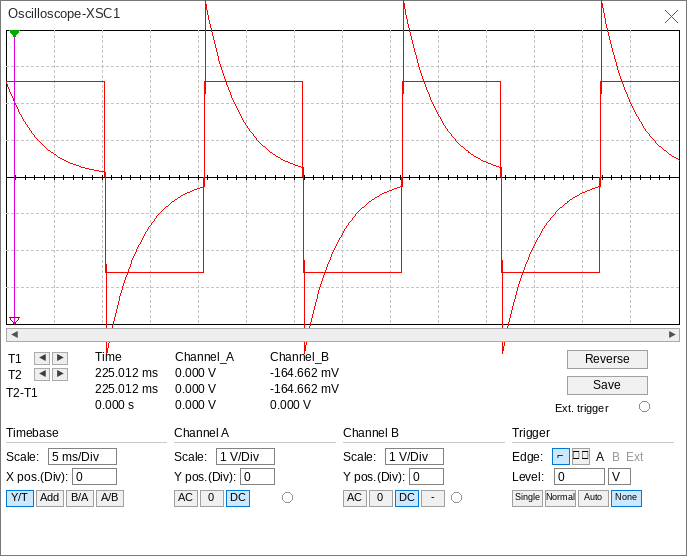 Oscilloscope-XSC1
Time Channel_A Channel_B
T1 225.012 ms 0.000 V -164.662 mV
T2 225.012 ms 0.000 V -164.662 mV
T2-T1 0.000 s 0.000 V 0.000 V
Reverse
Save
Ext. trigger
Timebase
Scale: 5 ms/Div
X pos.(Div): 0
Y/T Add B/A A/B
Channel A
Scale: 1 V/Div
Y pos.(Div): 0
AC 0 DC
Channel B
Scale: 1 V/Div
Y pos.(Div): 0
AC 0 DC -
Trigger
Edge: A B Ext
Level: 0 V
Single Normal Auto None